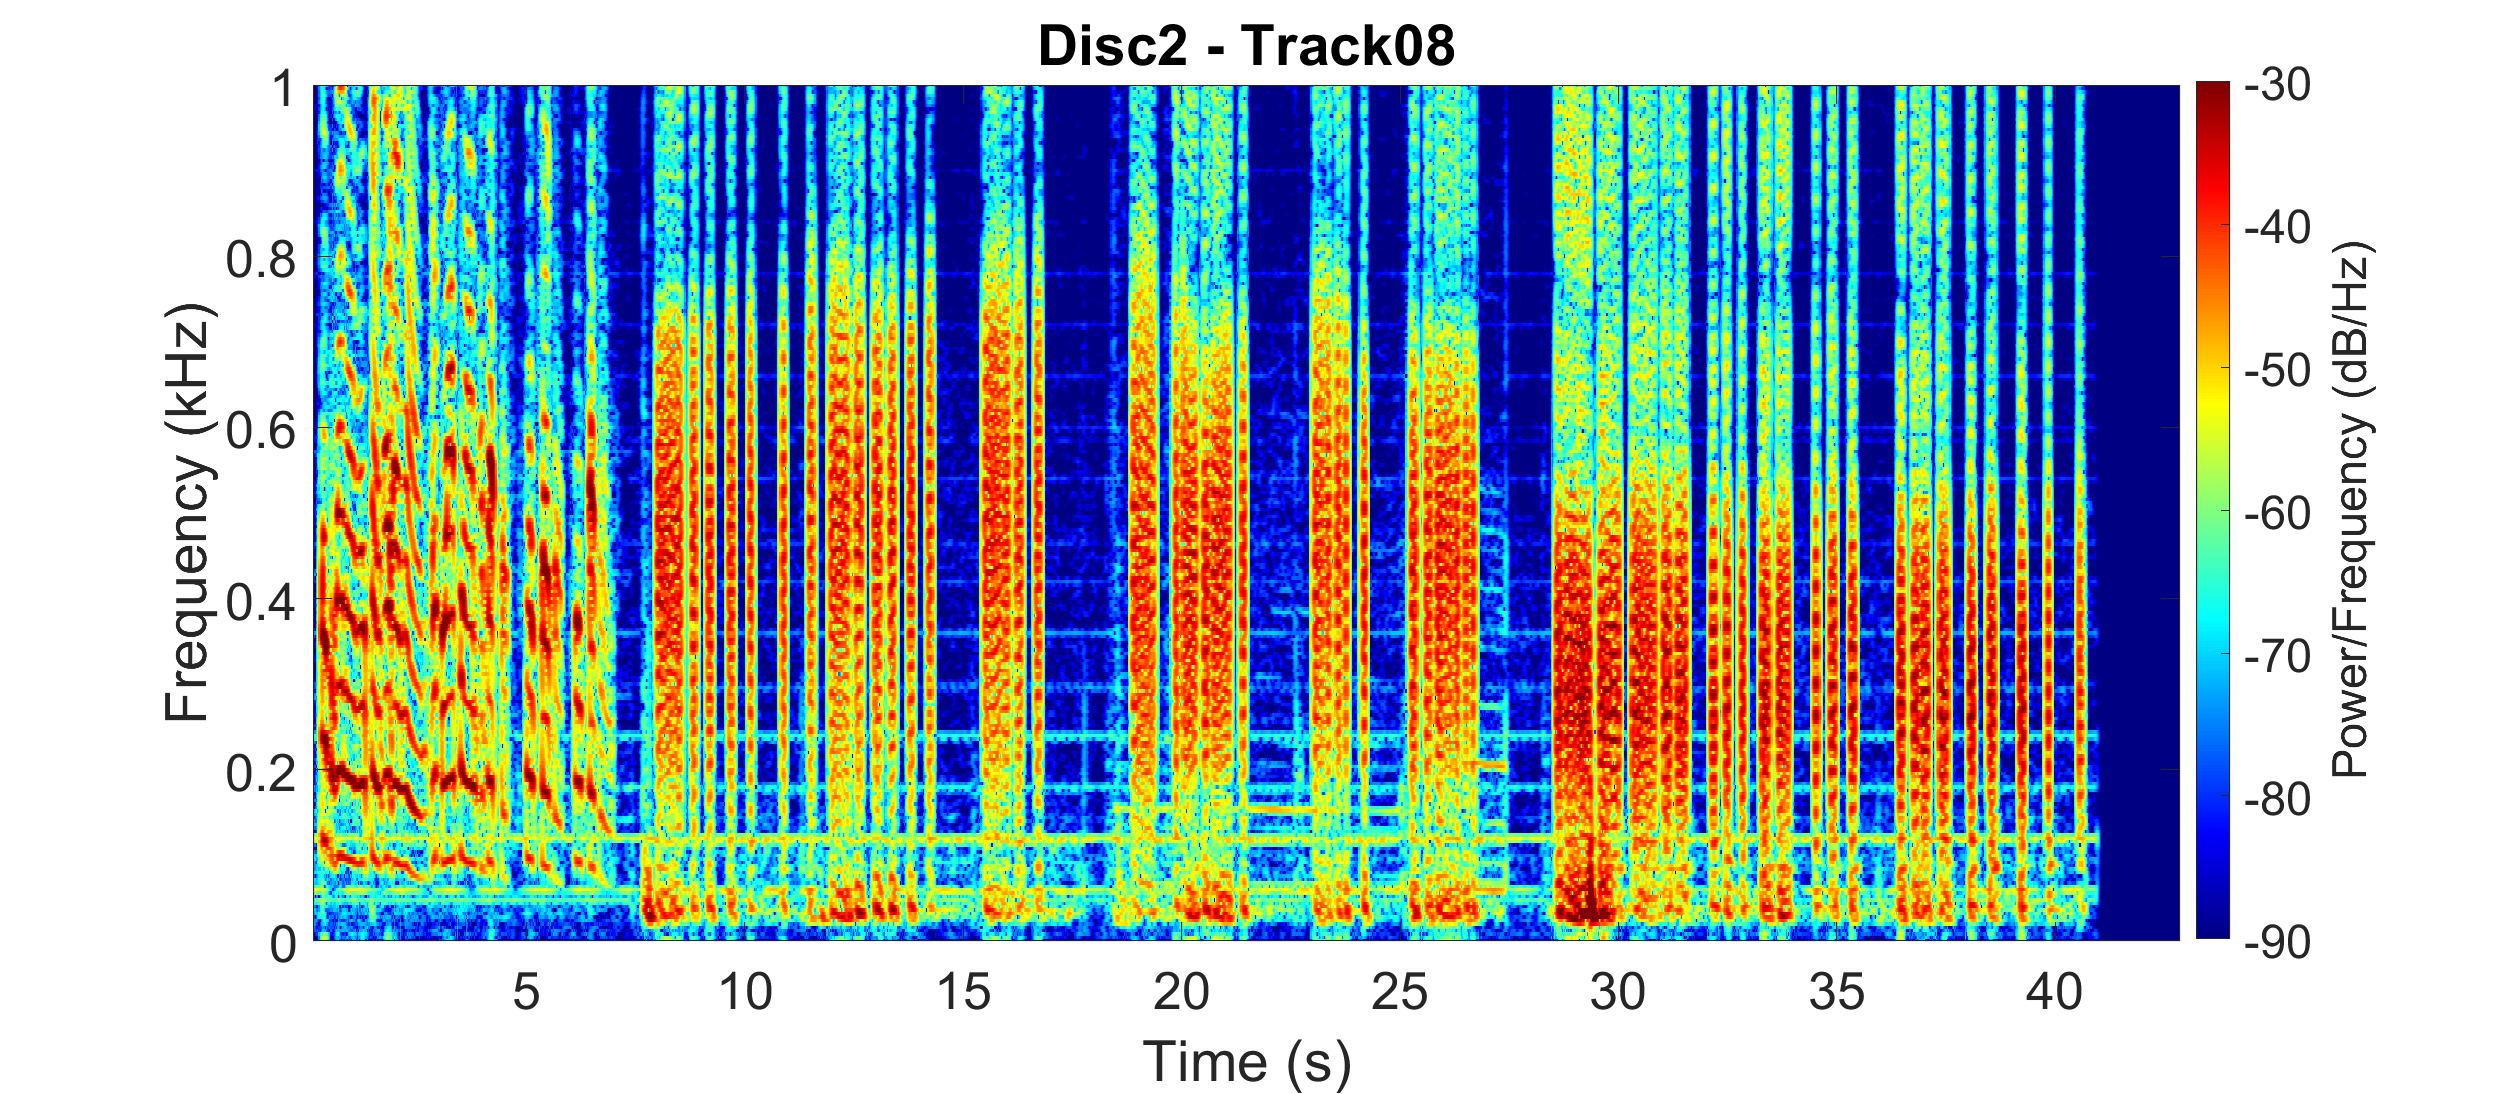 Disc2 - Track08
1
0.8
0.6
0.4
0.2
0
Frequency (kHz)
5 10 15 20 25 30 35 40
Time (s)
-30
-40
-50
-60
-70
-80
-90
Power/Frequency (dB/Hz)